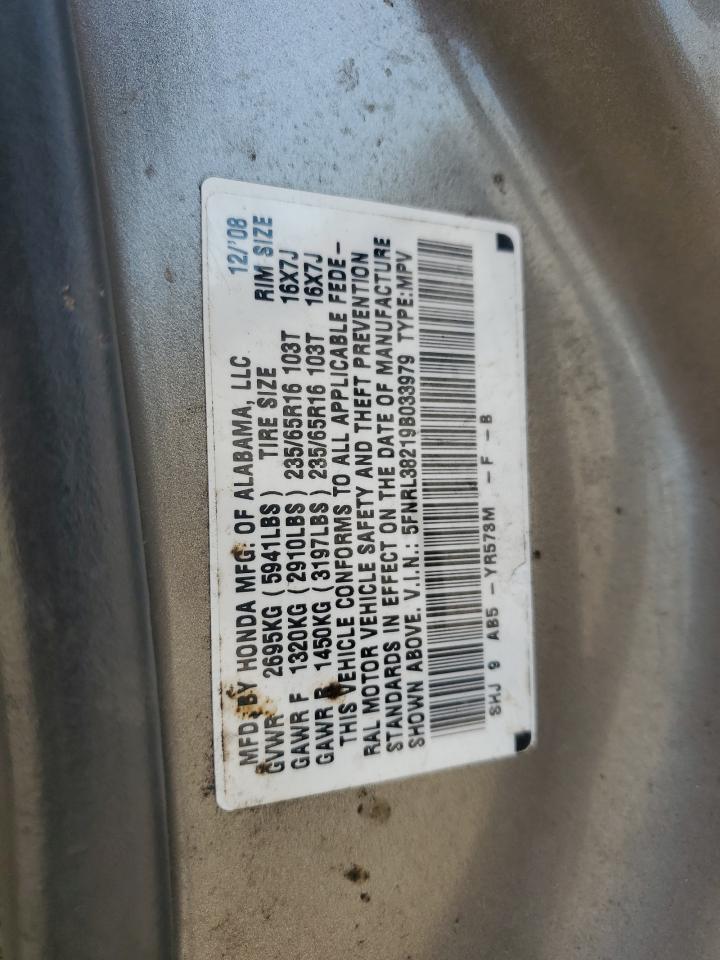 MFD. BY HONDA MFG. OF ALABAMA, LLC 12/'08
GVWR 2695KG (5941LBS) TIRE SIZE RIM SIZE
GAWR F 1320KG (2910LBS) 235/65R16 103T 16X7J
GAWR R 1450KG (3197LBS) 235/65R16 103T 16X7J
THIS VEHICLE CONFORMS TO ALL APPLICABLE FEDE-
RAL MOTOR VEHICLE SAFETY AND THEFT PREVENTION
STANDARDS IN EFFECT ON THE DATE OF MANUFACTURE
SHOWN ABOVE. V.I.N.: 5FNRL38219B033979 TYPE:MPV
SHJ 9 AB5 - YR573M - F - B